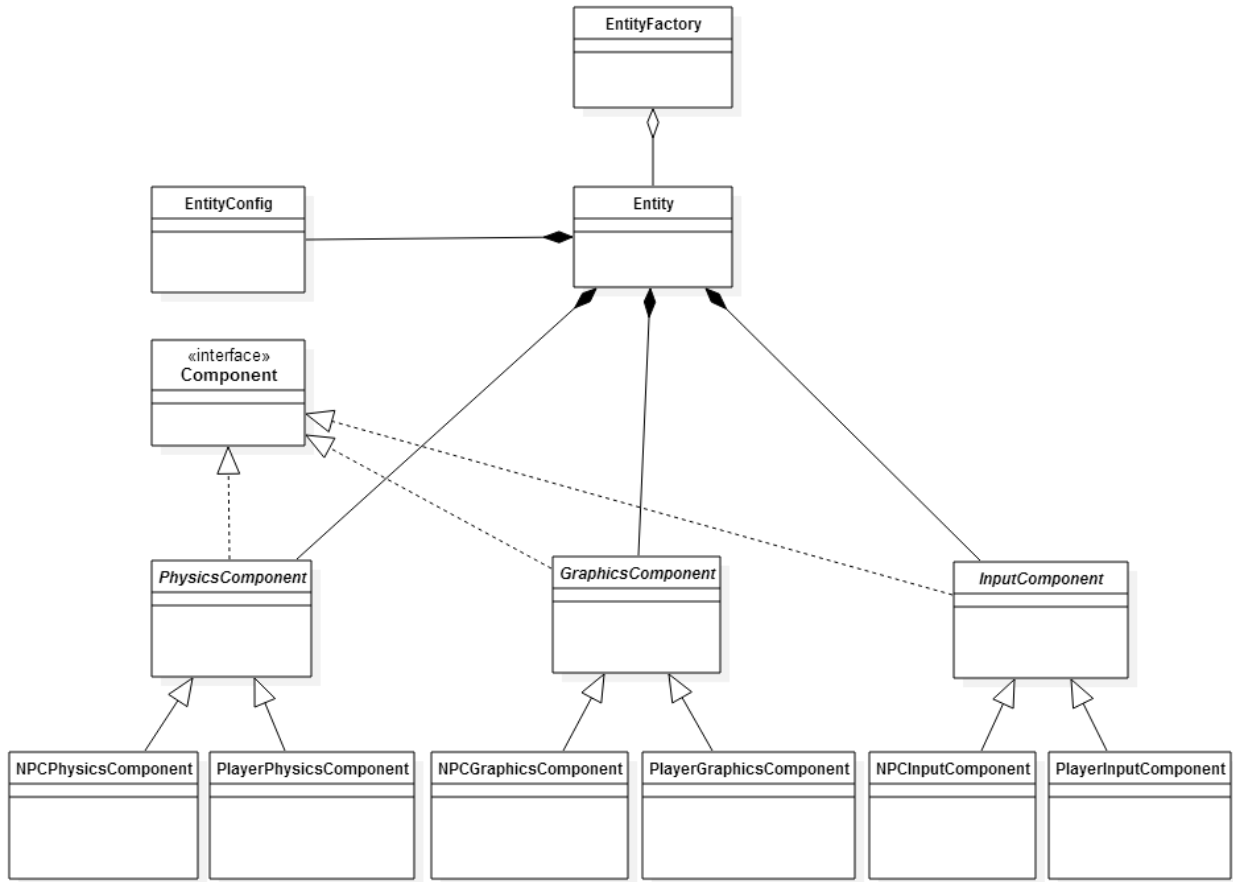 EntityFactory
EntityConfig
Entity
«interface»
Component
PhysicsComponent
GraphicsComponent
InputComponent
NPCPhysicsComponent
PlayerPhysicsComponent
NPCGraphicsComponent
PlayerGraphicsComponent
NPCInputComponent
PlayerInputComponent